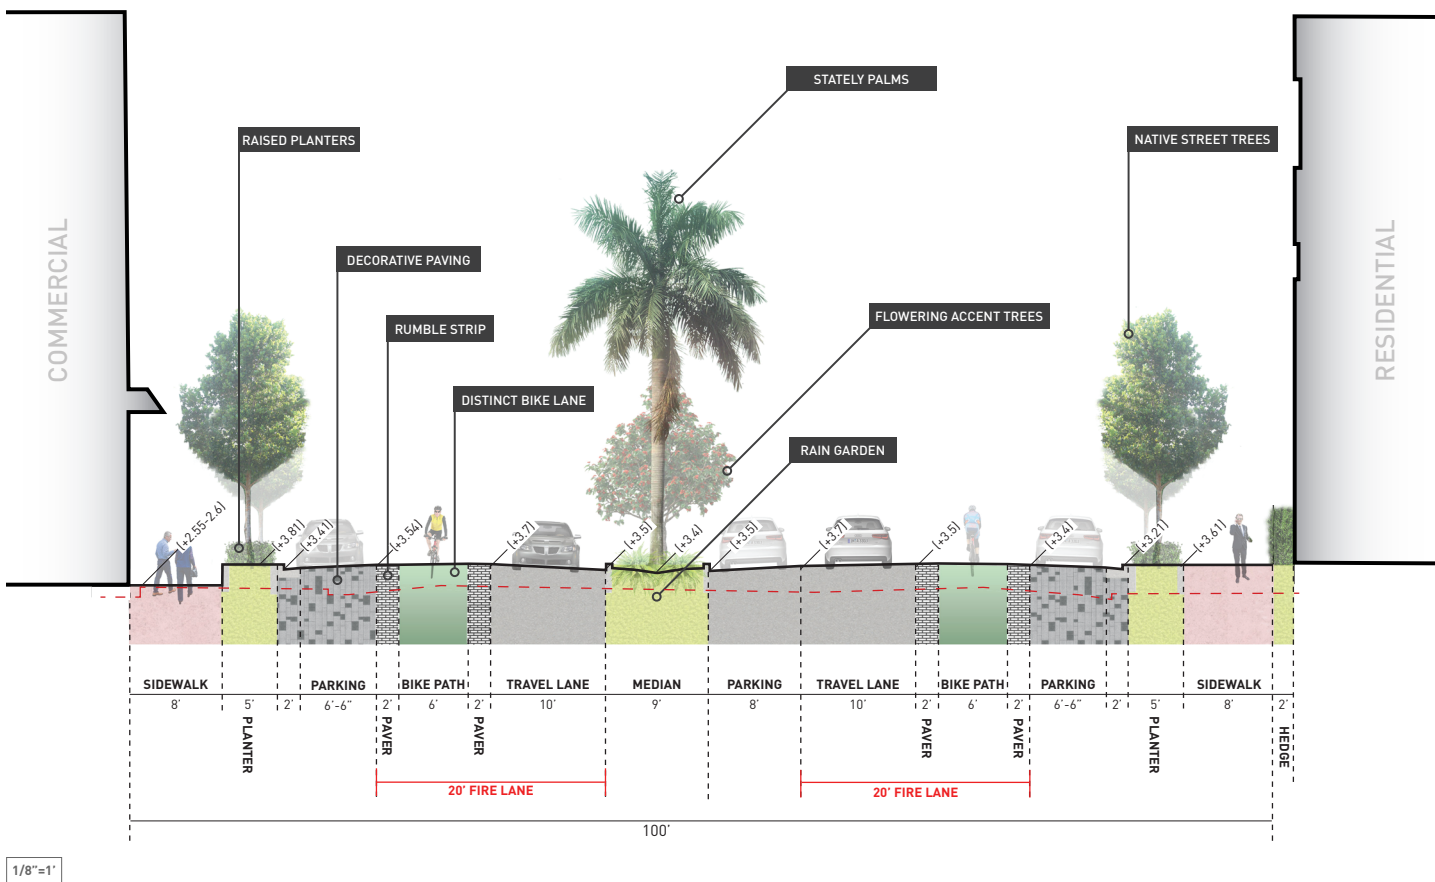 STATELY PALMS
RAISED PLANTERS
NATIVE STREET TREES
DECORATIVE PAVING
FLOWERING ACCENT TREES
RUMBLE STRIP
DISTINCT BIKE LANE
RAIN GARDEN
COMMERCIAL
RESIDENTIAL
(+2.55-2.6)
(+3.81)
(+3.41)
(+3.54)
(+3.7)
(+3.5)
(+3.4)
(+3.5)
(+3.7)
(+3.5)
(+3.4)
(+3.21)
(+3.61)
SIDEWALK PARKING BIKE PATH TRAVEL LANE MEDIAN PARKING TRAVEL LANE BIKE PATH PARKING SIDEWALK
8' 5' 2' 6'-6" 2' 6' 2' 10' 9' 8' 10' 2' 6' 2' 6'-6" 2' 5' 8' 2'
PLANTER
PAVER
PAVER
PAVER
PAVER
PLANTER
HEDGE
20' FIRE LANE
20' FIRE LANE
100'
1/8"=1'